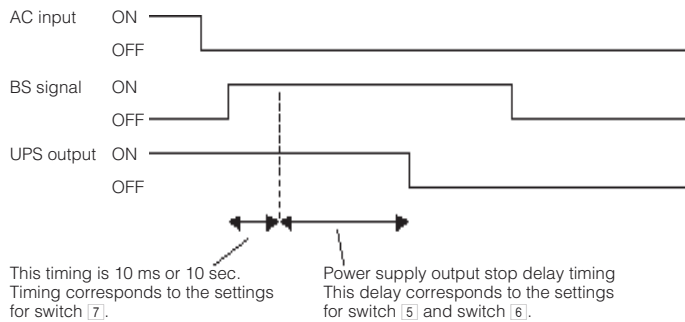 AC input ON
OFF
BS signal ON
OFF
UPS output ON
OFF
This timing is 10 ms or 10 sec.
Timing corresponds to the settings
for switch 7.
Power supply output stop delay timing
This delay corresponds to the settings
for switch 5 and switch 6.